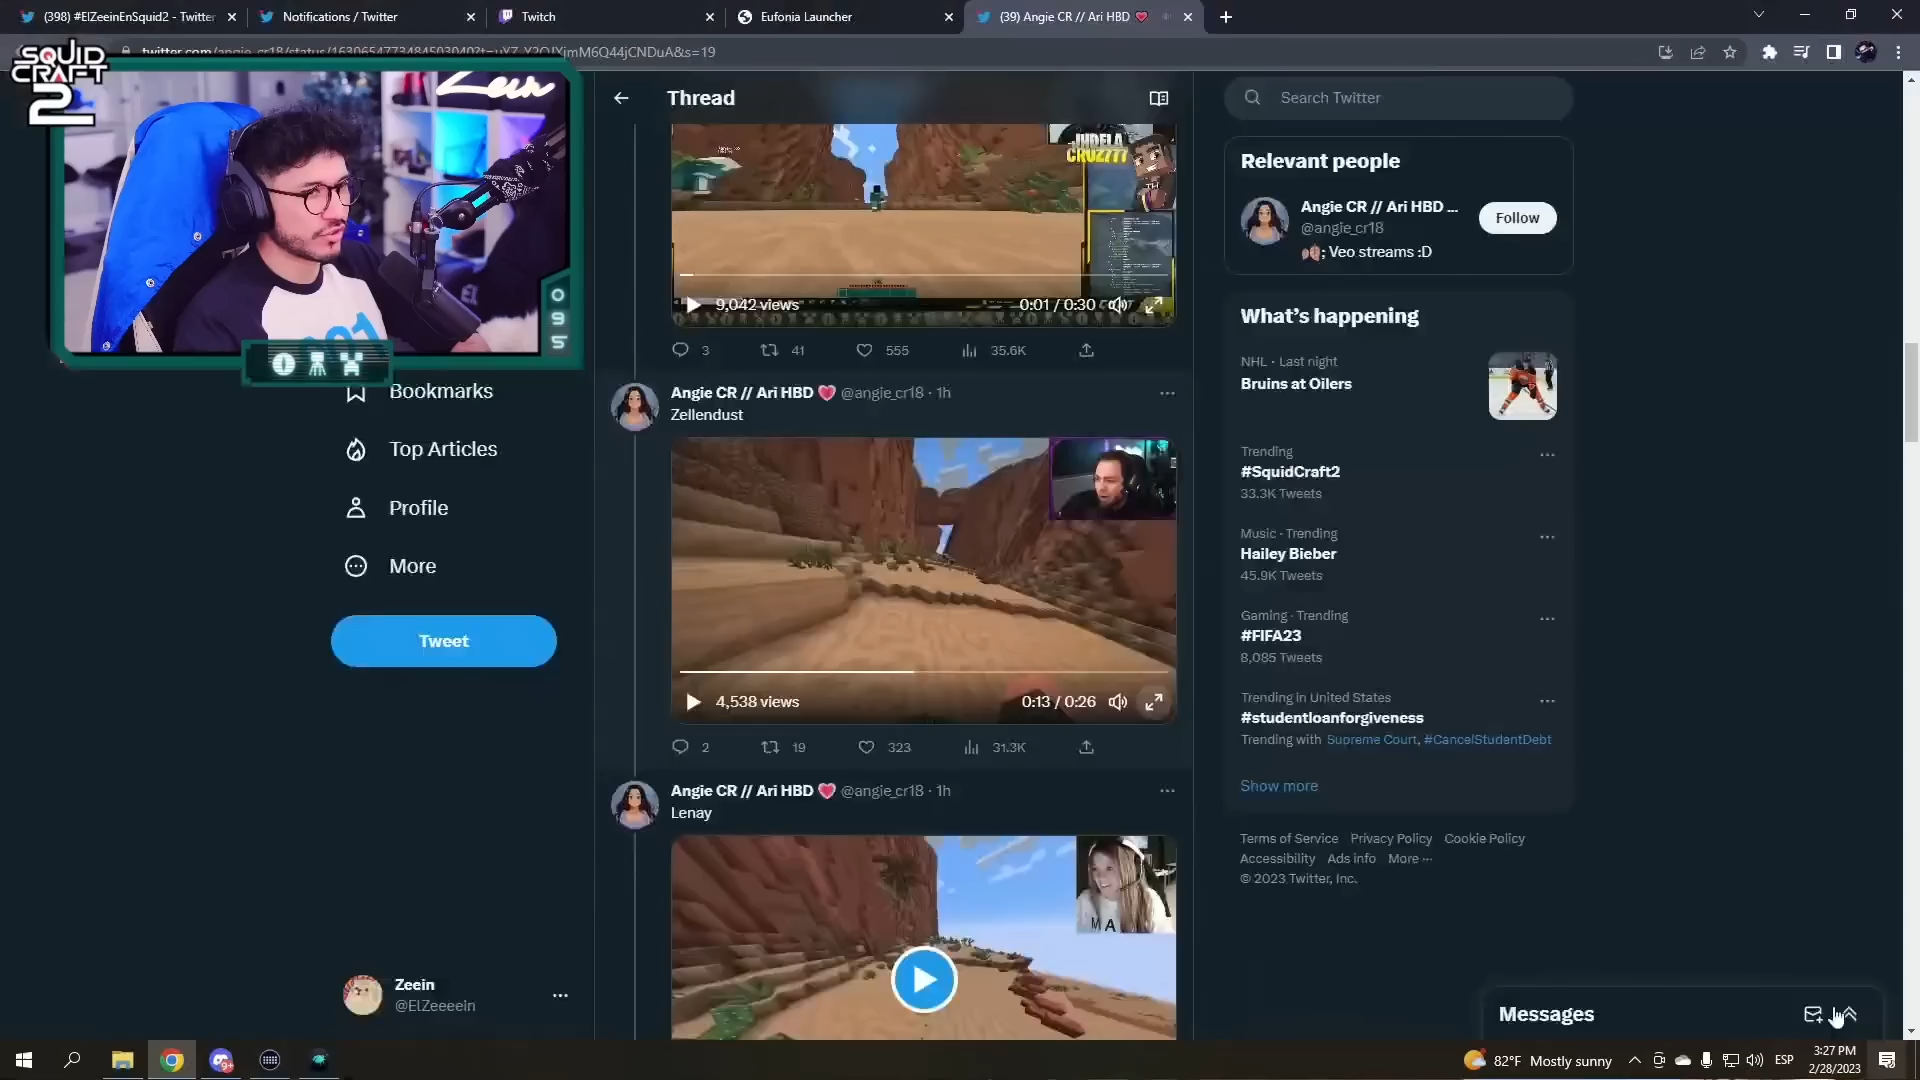 (398) #ElZeeinEnSquid2 - Twitter
Notifications / Twitter
Twitch
Eufonia Launcher
(39) Angie CR // Ari HBD
SQUID
CRAFT
2
Zein
095
Thread
Search Twitter
JUDELA
CRUZ777
9,042 views
0:01 / 0:30
3
41
555
35.6K
Angie CR // Ari HBD 💗 @angie_cr18 · 1h
Zellendust
4,538 views
0:13 / 0:26
2
19
323
31.3K
Angie CR // Ari HBD 💗 @angie_cr18 · 1h
Lenay
M A
Bookmarks
Top Articles
Profile
More
Tweet
Zeein
@ElZeeeein
Relevant people
Angie CR // Ari HBD ...
@angie_cr18
Follow
🫁; Veo streams :D
What's happening
NHL · Last night
Bruins at Oilers
Trending
#SquidCraft2
33.3K Tweets
Music · Trending
Hailey Bieber
45.9K Tweets
Gaming · Trending
#FIFA23
8,085 Tweets
Trending in United States
#studentloanforgiveness
Trending with Supreme Court, #CancelStudentDebt
Show more
Terms of Service Privacy Policy Cookie Policy
Accessibility Ads info More ···
© 2023 Twitter, Inc.
Messages
9+
82°F Mostly sunny
ESP
3:27 PM
2/28/2023